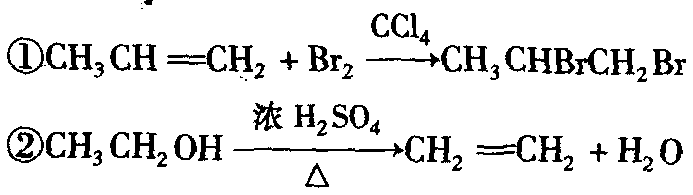 ①CH₃CH=CH₂ + Br₂ —CCl₄→ CH₃CHBrCH₂Br
②CH₃CH₂OH —浓 H₂SO₄/△→ CH₂=CH₂ + H₂O